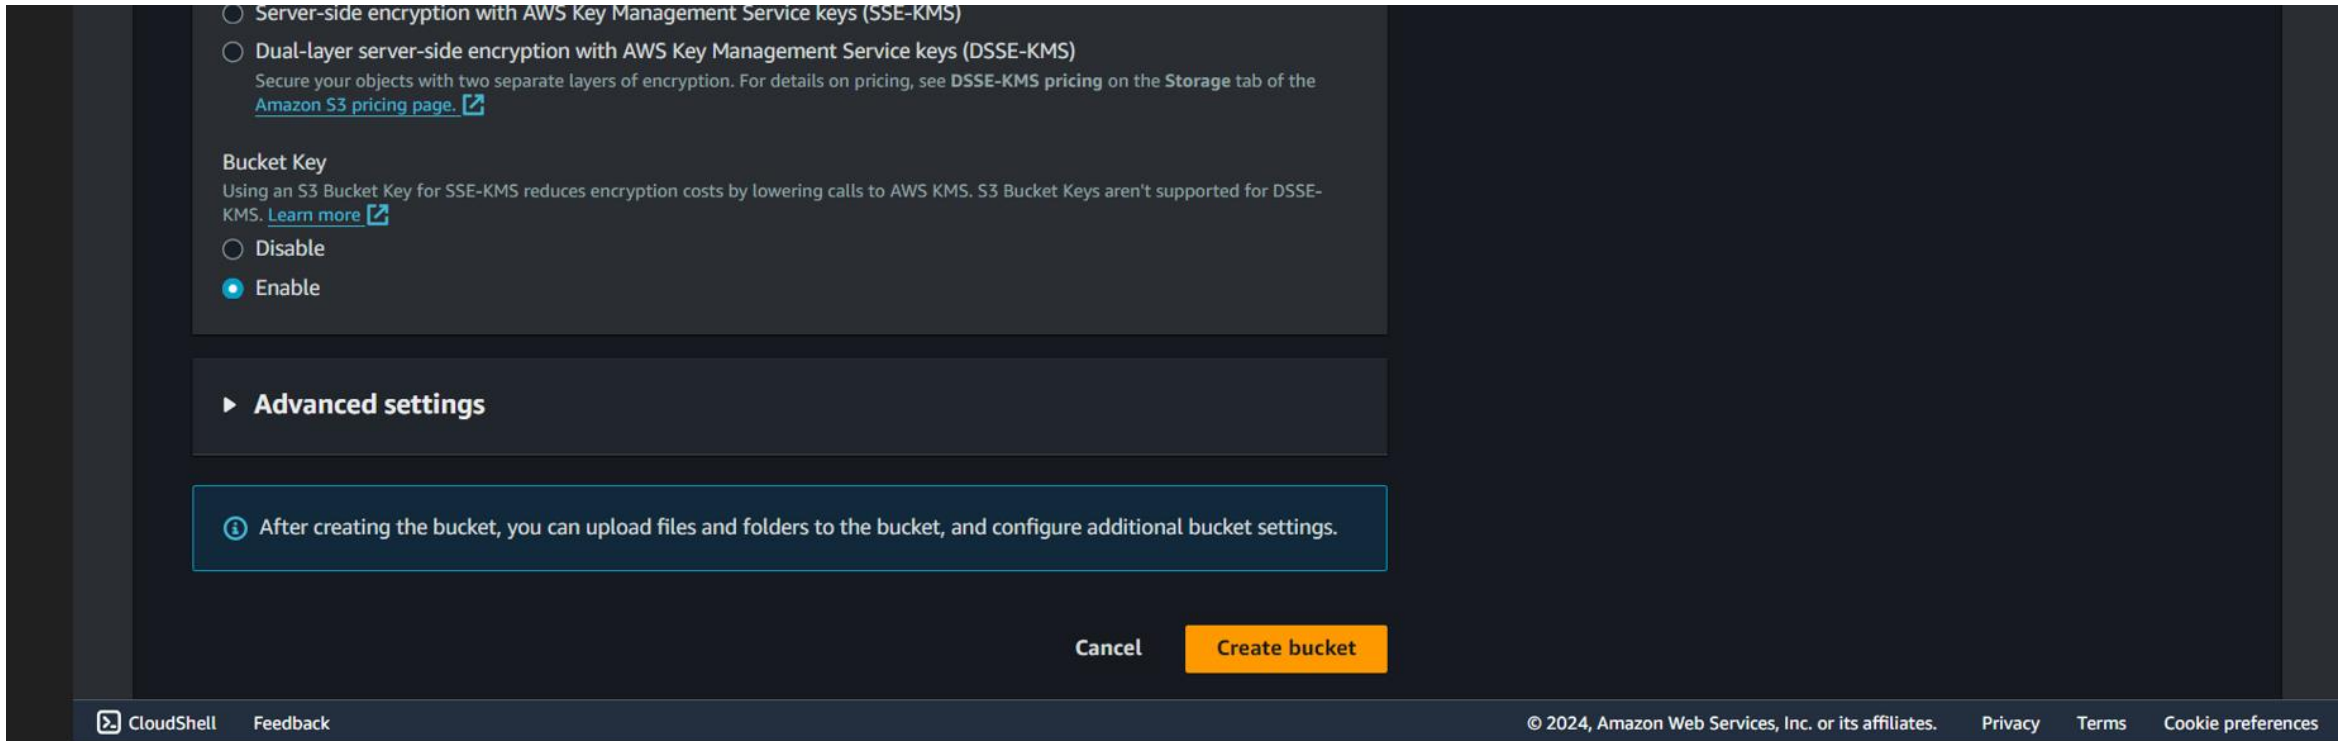 Server-side encryption with AWS Key Management Service keys (SSE-KMS)
Dual-layer server-side encryption with AWS Key Management Service keys (DSSE-KMS)
Secure your objects with two separate layers of encryption. For details on pricing, see DSSE-KMS pricing on the Storage tab of the
Amazon S3 pricing page.
Bucket Key
Using an S3 Bucket Key for SSE-KMS reduces encryption costs by lowering calls to AWS KMS. S3 Bucket Keys aren't supported for DSSE-
KMS. Learn more
Disable
Enable
Advanced settings
After creating the bucket, you can upload files and folders to the bucket, and configure additional bucket settings.
Cancel Create bucket
CloudShell Feedback © 2024, Amazon Web Services, Inc. or its affiliates. Privacy Terms Cookie preferences